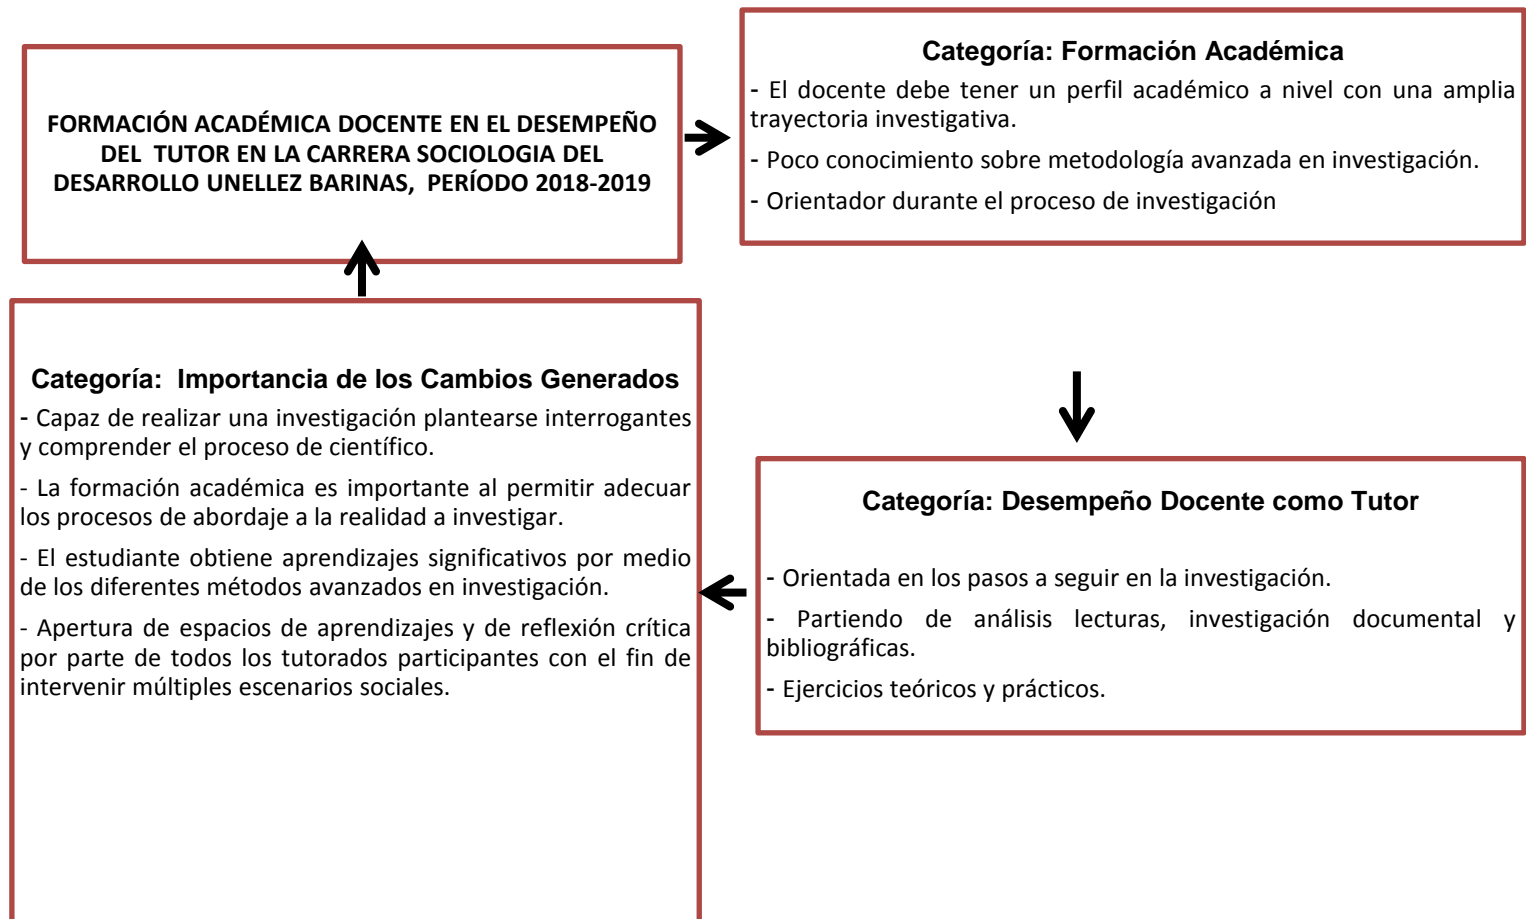 FORMACIÓN ACADÉMICA DOCENTE EN EL DESEMPEÑO
DEL TUTOR EN LA CARRERA SOCIOLOGIA DEL
DESARROLLO UNELLEZ BARINAS, PERÍODO 2018-2019
Categoría: Formación Académica
- El docente debe tener un perfil académico a nivel con una amplia
trayectoria investigativa.
- Poco conocimiento sobre metodología avanzada en investigación.
- Orientador durante el proceso de investigación
Categoría: Desempeño Docente como Tutor
- Orientada en los pasos a seguir en la investigación.
- Partiendo de análisis lecturas, investigación documental y
bibliográficas.
- Ejercicios teóricos y prácticos.
Categoría: Importancia de los Cambios Generados
- Capaz de realizar una investigación plantearse interrogantes
y comprender el proceso de científico.
- La formación académica es importante al permitir adecuar
los procesos de abordaje a la realidad a investigar.
- El estudiante obtiene aprendizajes significativos por medio
de los diferentes métodos avanzados en investigación.
- Apertura de espacios de aprendizajes y de reflexión crítica
por parte de todos los tutorados participantes con el fin de
intervenir múltiples escenarios sociales.